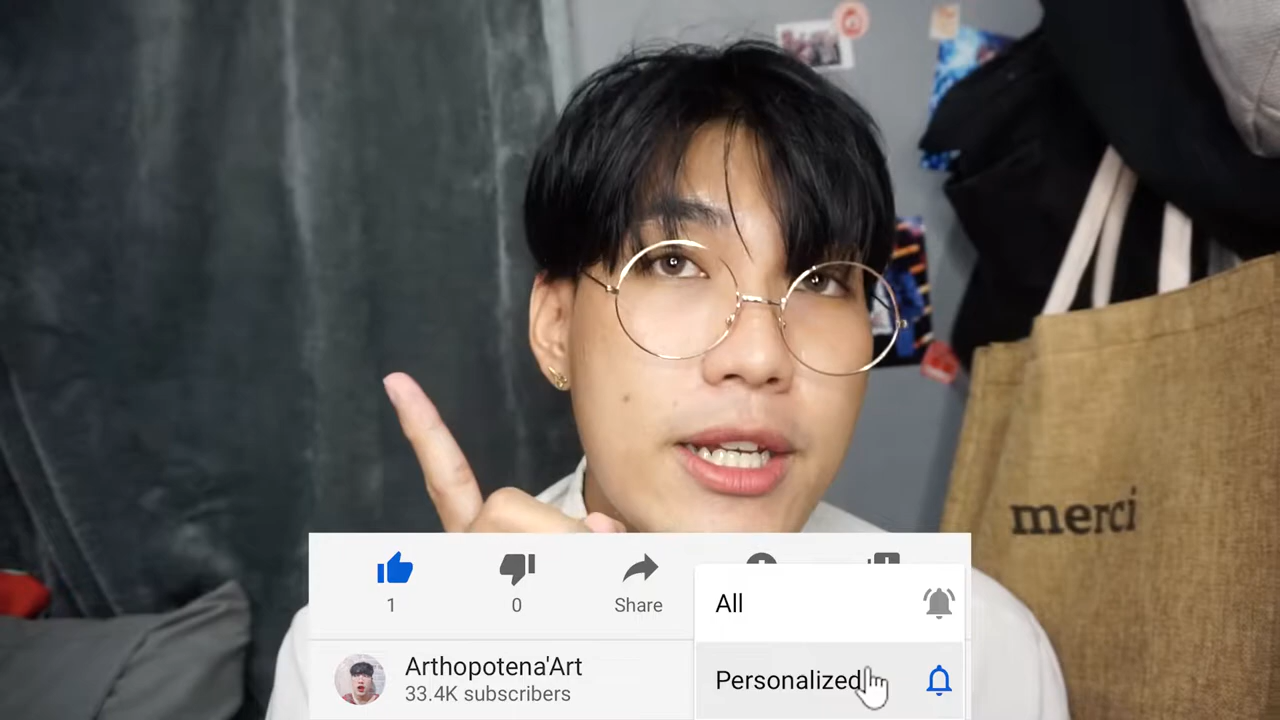 merci
1
0
Share
All
Arthopotena'Art
33.4K subscribers
Personalized